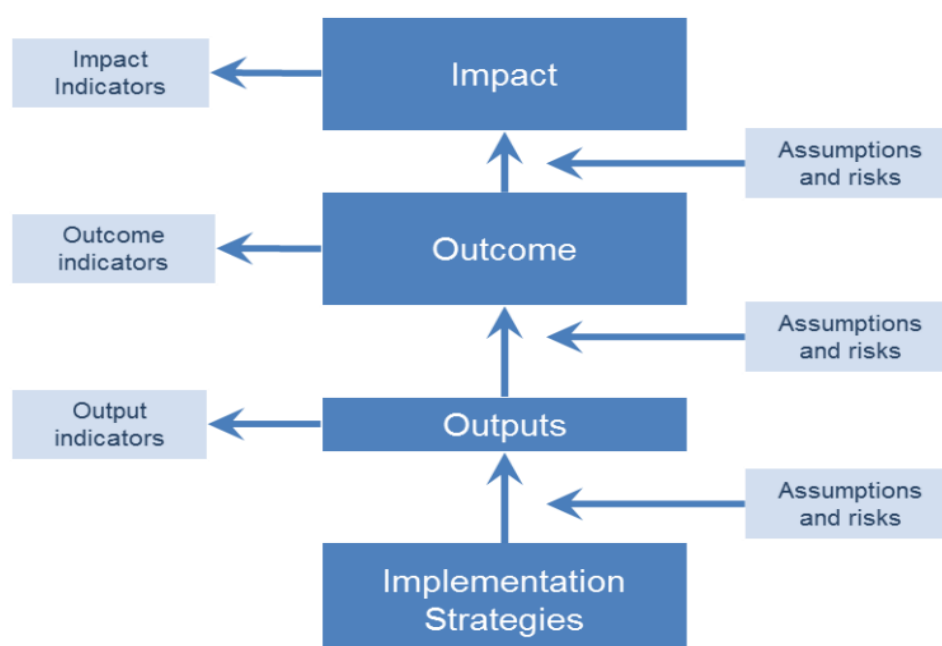 Impact
Indicators
Impact
Assumptions
and risks
Outcome
indicators
Outcome
Assumptions
and risks
Output
indicators
Outputs
Assumptions
and risks
Implementation
Strategies